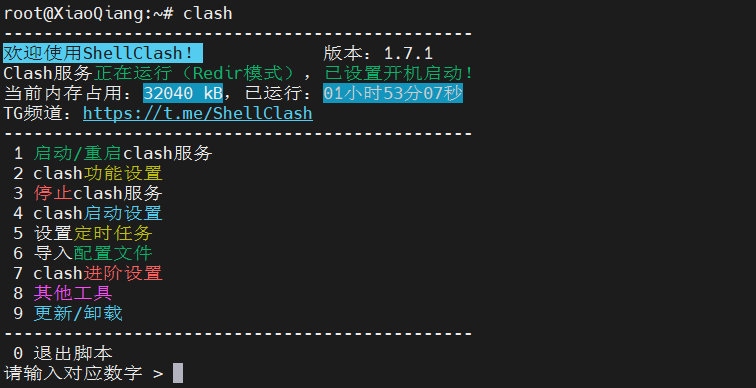 root@XiaoQiang:~# clash
-----------------------------------------------
欢迎使用ShellClash! 版本：1.7.1
Clash服务正在运行（Redir模式），已设置开机启动！
当前内存占用：32040 kB，已运行：01小时53分07秒
TG频道：https://t.me/ShellClash
-----------------------------------------------
1 启动/重启clash服务
2 clash功能设置
3 停止clash服务
4 clash启动设置
5 设置定时任务
6 导入配置文件
7 clash进阶设置
8 其他工具
9 更新/卸载
-----------------------------------------------
0 退出脚本
请输入对应数字 >